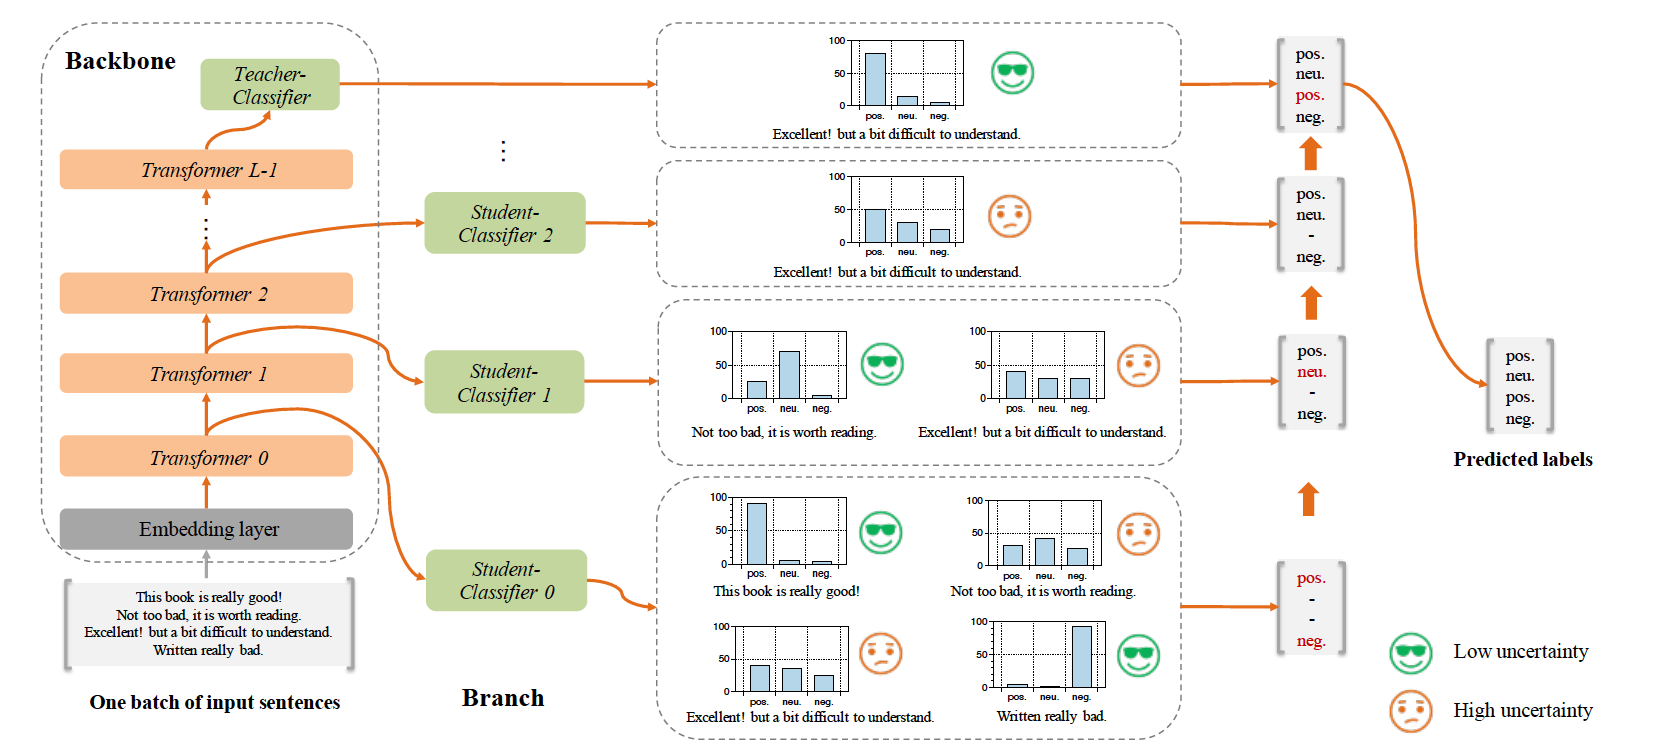 Backbone
Teacher-
Classifier
Transformer L-1
⋮
Transformer 2
Transformer 1
Transformer 0
Embedding layer
This book is really good!
Not too bad, it is worth reading.
Excellent! but a bit difficult to understand.
Written really bad.
One batch of input sentences
⋮
Student-
Classifier 2
Student-
Classifier 1
Student-
Classifier 0
Branch
100
50
0
pos. neu. neg.
Excellent! but a bit difficult to understand.
100
50
0
pos. neu. neg.
Excellent! but a bit difficult to understand.
100
50
0
pos. neu. neg.
Not too bad, it is worth reading.
100
50
0
pos. neu. neg.
Excellent! but a bit difficult to understand.
100
50
0
pos. neu. neg.
This book is really good!
100
50
0
pos. neu. neg.
Not too bad, it is worth reading.
100
50
0
pos. neu. neg.
Excellent! but a bit difficult to understand.
100
50
0
pos. neu. neg.
Written really bad.
pos.
neu.
pos.
neg.
pos.
neu.
-
neg.
pos.
neu.
-
neg.
pos.
-
-
neg.
pos.
neu.
pos.
neg.
Predicted labels
Low uncertainty
High uncertainty